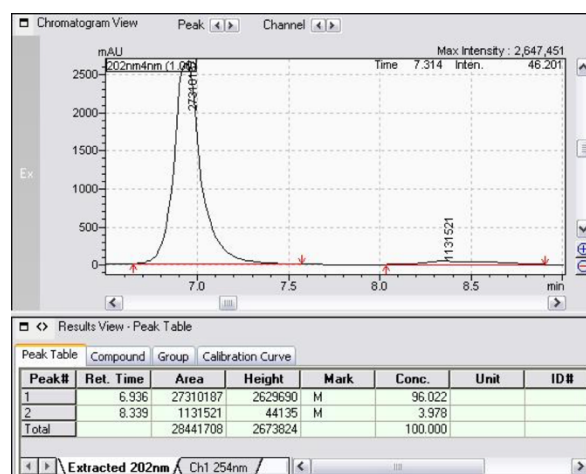 Chromatogram View Peak Channel
mAU
Max Intensity : 2,647,451
202nm4nm (1.00)
Time 7.314 Inten. 46.201
2500
2000
1500
1000
500
0
27310187
1131521
7.0 7.5 8.0 8.5 min
Ex
Results View - Peak Table
Peak Table Compound Group Calibration Curve
Peak# Ret. Time Area Height Mark Conc. Unit ID#
1 6.936 27310187 2629690 M 96.022
2 8.339 1131521 44135 M 3.978
Total 28441708 2673824 100.000
Extracted 202nm Ch1 254nm